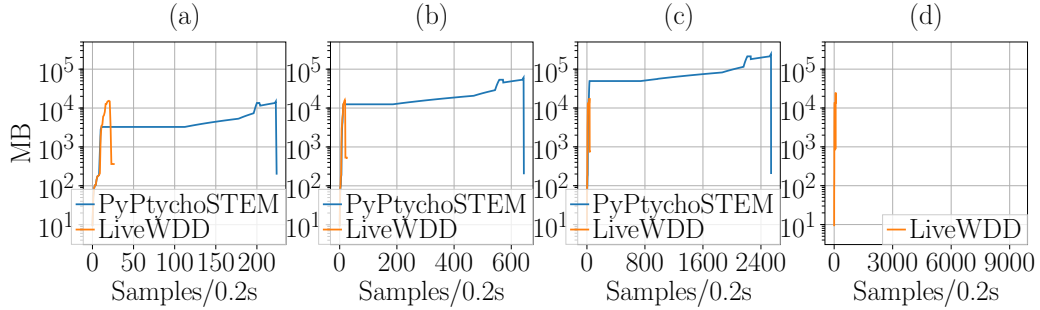 (a)
(b)
(c)
(d)
MB
10^5
10^4
10^3
10^2
10^1
PyPtychoSTEM
LiveWDD
0 50 100 150 200
Samples/0.2s
10^5
10^4
10^3
10^2
10^1
PyPtychoSTEM
LiveWDD
0 200 400 600
Samples/0.2s
10^5
10^4
10^3
10^2
10^1
PyPtychoSTEM
LiveWDD
0 800 1600 2400
Samples/0.2s
10^5
10^4
10^3
10^2
10^1
LiveWDD
0 3000 6000 9000
Samples/0.2s